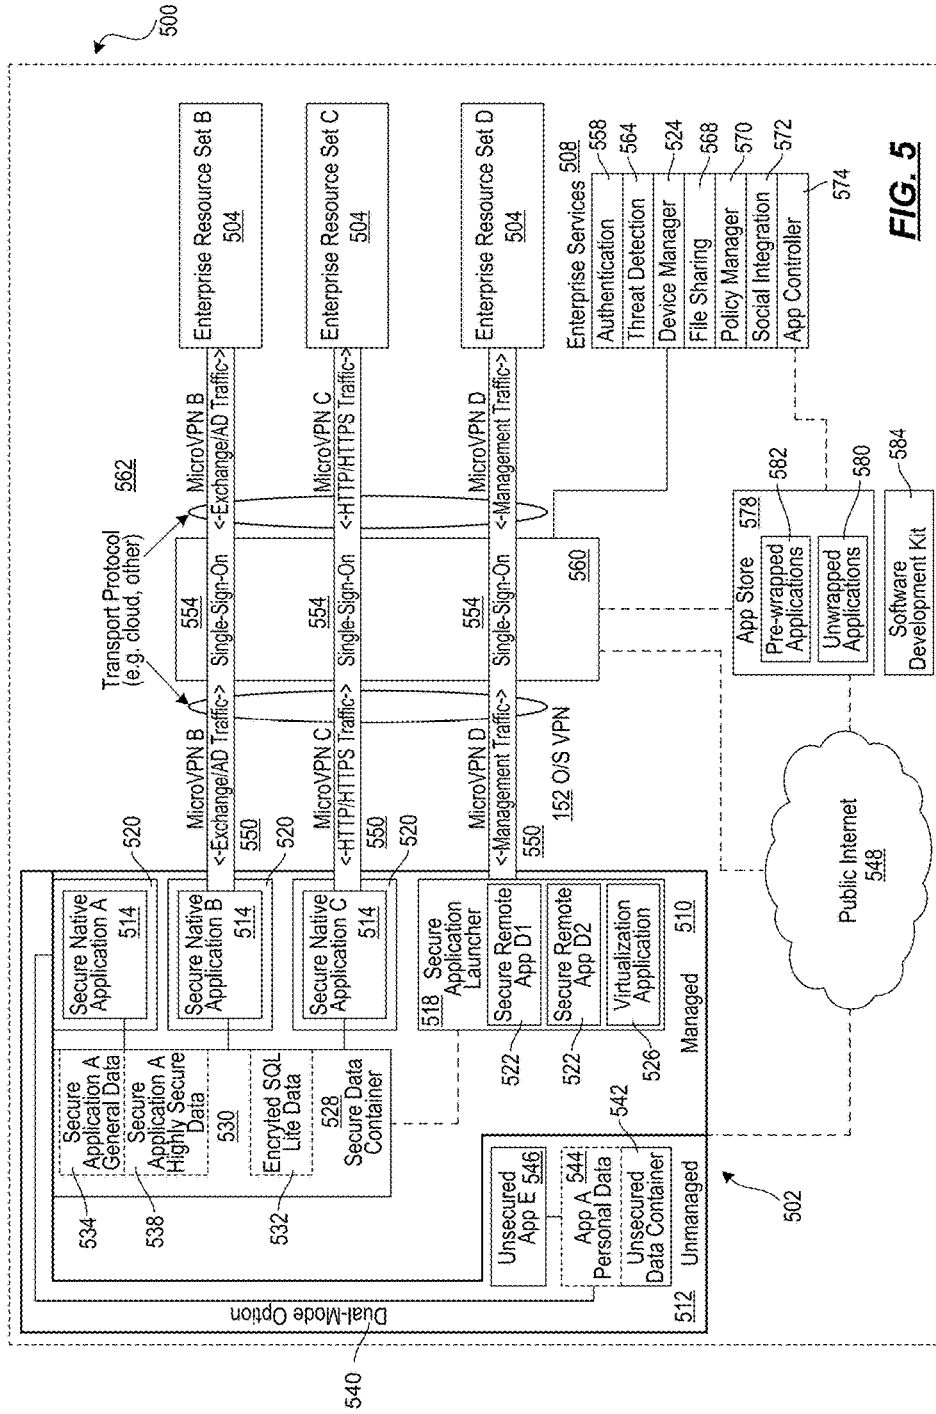 500
562
Transport Protocol
(e.g. cloud, other)
520
Secure Native
Application A
514
MicroVPN B
<-Exchange/AD Traffic->
550
554
Single-Sign-On
MicroVPN B
<-Exchange/AD Traffic->
Enterprise Resource Set B
504
Secure Native
Application B
514
520
MicroVPN C
<-HTTP/HTTPS Traffic->
550
554
Single-Sign-On
MicroVPN C
<-HTTP/HTTPS Traffic->
Enterprise Resource Set C
504
Secure Native
Application C
514
520
MicroVPN D
<-Management Traffic->
550
554
Single-Sign-On
MicroVPN D
<-Management Traffic->
Enterprise Resource Set D
504
152 O/S VPN
560
534
Secure
Application A
General Data
538
Secure
Application A
Highly Secure
Data
530
532
Encryted SQL
Lite Data
528
Secure Data
Container
518 Secure
Application
Launcher
522
Secure Remote
App D1
522
Secure Remote
App D2
526
Virtualization
Application
Managed
510
540
Dual-Mode Option
Unsecured
App E 546
544
App A
Personal Data
542
Unsecured
Data Container
512
Unmanaged
502
Public Internet
548
Enterprise Services 508
Authentication
558
Threat Detection
564
Device Manager
524
File Sharing
568
Policy Manager
570
Social Integration
572
App Controller
574
App Store 578
Pre-wrapped
Applications
582
Unwrapped
Applications
580
Software
Development Kit
584
FIG. 5